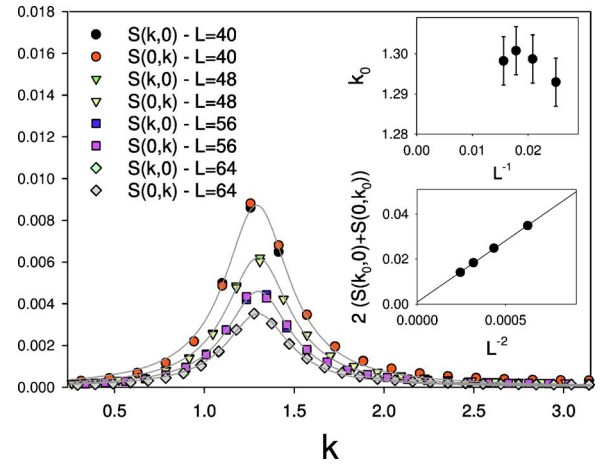 0.018
0.016
0.014
0.012
0.010
0.008
0.006
0.004
0.002
0.000
S(k,0) - L=40
S(0,k) - L=40
S(k,0) - L=48
S(0,k) - L=48
S(k,0) - L=56
S(0,k) - L=56
S(k,0) - L=64
S(0,k) - L=64
0.5 1.0 1.5 2.0 2.5 3.0
k
k0
1.30
1.29
1.28
0.00 0.01 0.02
L-1
2 (S(k0,0)+S(0,k0))
0.04
0.02
0.00
0.0000 0.0005
L-2